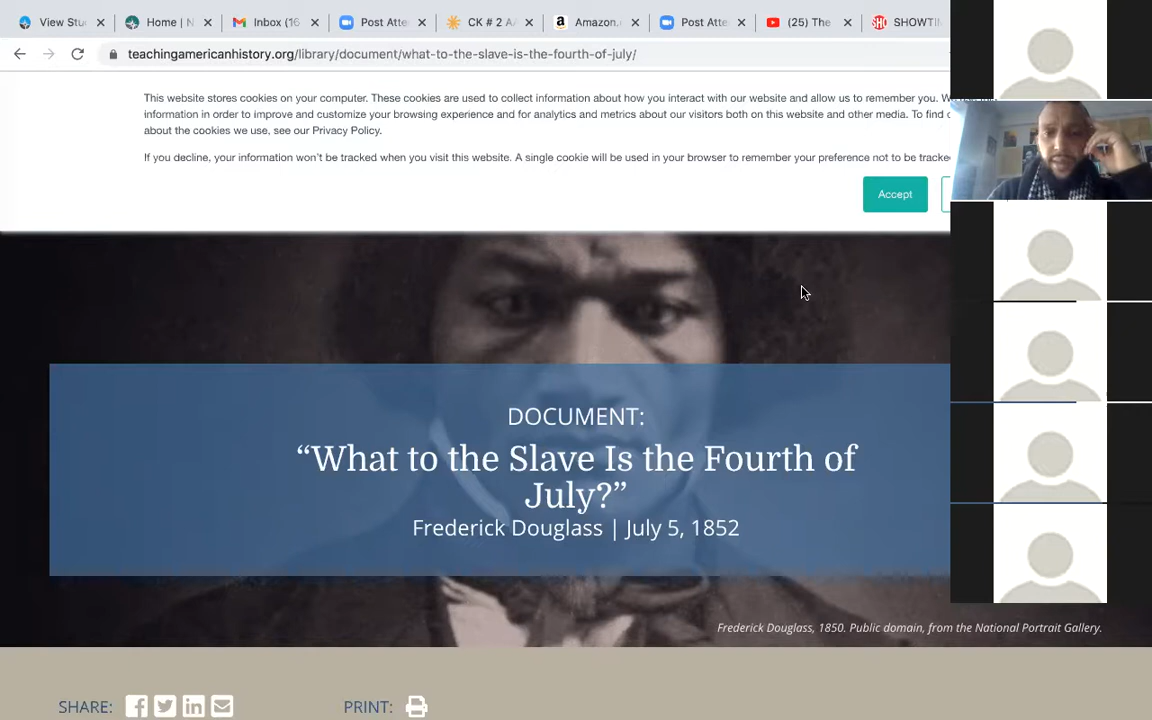 View Stu
Home | N
Inbox (16
Post Atte
CK # 2 A
Amazon.
Post Atte
(25) The
SHOWTI
teachingamericanhistory.org/library/document/what-to-the-slave-is-the-fourth-of-july/
This website stores cookies on your computer. These cookies are used to collect information about how you interact with our website and allow us to remember you.
information in order to improve and customize your browsing experience and for analytics and metrics about our visitors both on this website and other media. To find
about the cookies we use, see our Privacy Policy.
If you decline, your information won't be tracked when you visit this website. A single cookie will be used in your browser to remember your preference not to be tracke
Accept
DOCUMENT:
“What to the Slave Is the Fourth of
July?”
Frederick Douglass | July 5, 1852
Frederick Douglass, 1850. Public domain, from the National Portrait Gallery.
SHARE:
PRINT: